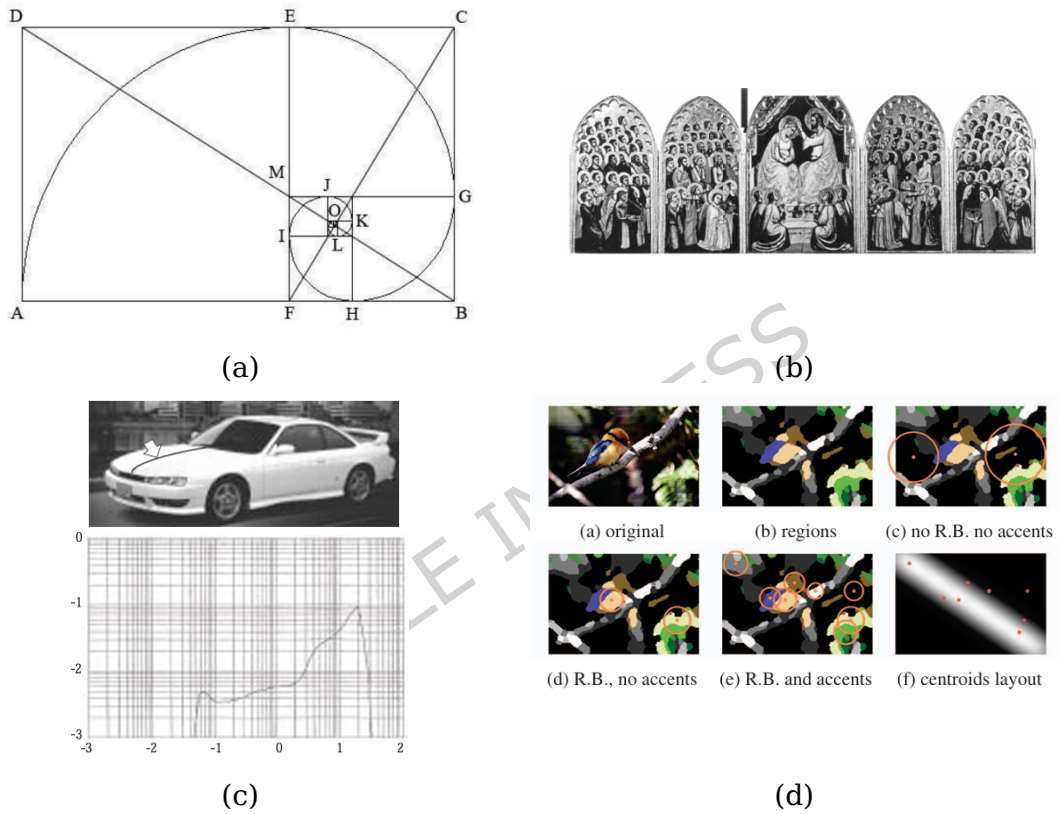 D E C
M J G
O
I K
L
A F H B
(a)
(b)
0
-1
-2
-3
-3 -2 -1 0 1 2
(c)
(a) original (b) regions (c) no R.B. no accents
(d) R.B., no accents (e) R.B. and accents (f) centroids layout
(d)